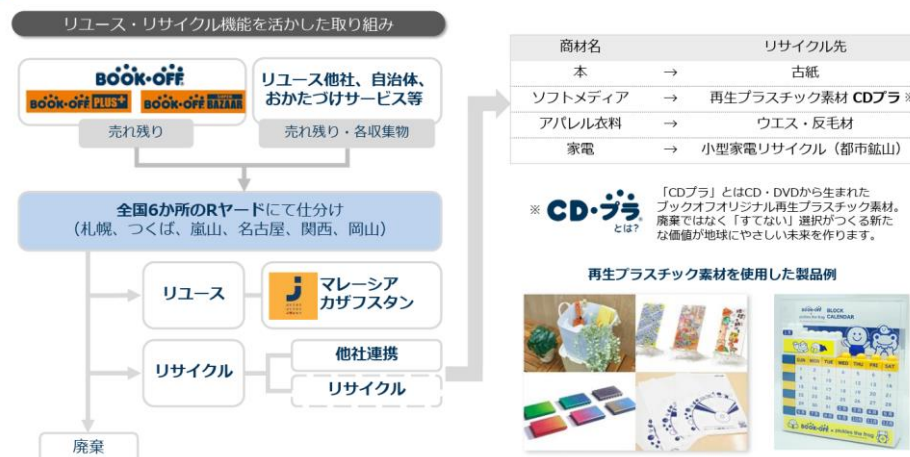 リユース・リサイクル機能を活かした取り組み
BOOK・OFF
BOOK・OFF PLUS+
BOOK・OFF SUPER BAZAAR
リユース他社、自治体、
おかたづけサービス等
売れ残り
売れ残り・各収集物
全国6か所のRヤードにて仕分け
(札幌、つくば、嵐山、名古屋、関西、岡山)
リユース
マレーシア
カザフスタン
リサイクル
他社連携
リサイクル
廃棄
商材名 リサイクル先
本 → 古紙
ソフトメディア → 再生プラスチック素材 CDプラ ※
アパレル衣料 → ウエス・反毛材
家電 → 小型家電リサイクル(都市鉱山)
※ CD・プラ とは?
「CDプラ」とはCD・DVDから生まれた
ブックオフオリジナル再生プラスチック素材。
廃棄ではなく「すてない」選択がつくる新た
な価値が地球にやさしい未来を作ります。
再生プラスチック素材を使用した製品例
BOOK・OFF BLOCK
CALENDAR
SUN MON TUE WED THU FRI SAT
BOOK・OFF × pickles the frog